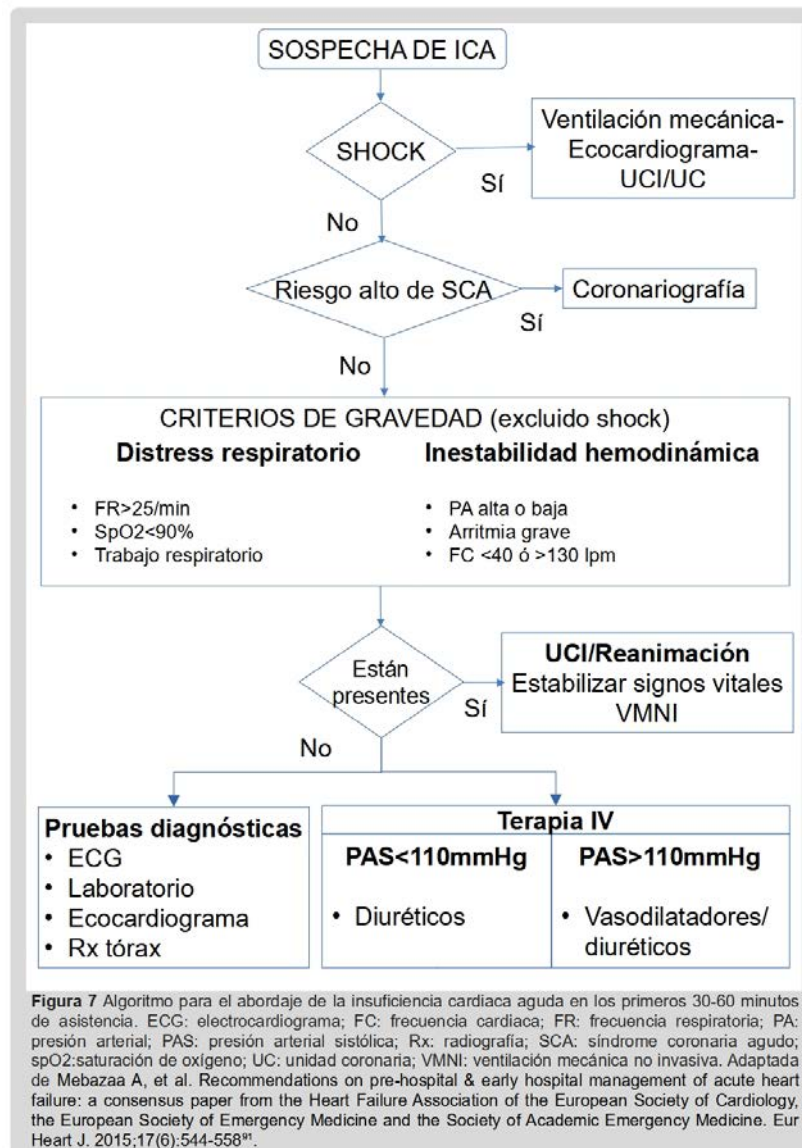 SOSPECHA DE ICA
SHOCK
Sí
Ventilación mecánica-
Ecocardiograma-
UCI/UC
No
Riesgo alto de SCA
Sí
Coronariografía
No
CRITERIOS DE GRAVEDAD (excluido shock)
Distress respiratorio
• FR>25/min
• SpO2<90%
• Trabajo respiratorio
Inestabilidad hemodinámica
• PA alta o baja
• Arritmia grave
• FC <40 ó >130 lpm
Están
presentes
Sí
UCI/Reanimación
Estabilizar signos vitales
VMNI
No
Pruebas diagnósticas
• ECG
• Laboratorio
• Ecocardiograma
• Rx tórax
Terapia IV
PAS<110mmHg
• Diuréticos
PAS>110mmHg
• Vasodilatadores/
diuréticos
Figura 7 Algoritmo para el abordaje de la insuficiencia cardiaca aguda en los primeros 30-60 minutos
de asistencia. ECG: electrocardiograma; FC: frecuencia cardiaca; FR: frecuencia respiratoria; PA:
presión arterial; PAS: presión arterial sistólica; Rx: radiografía; SCA: síndrome coronaria agudo;
spO2:saturación de oxígeno; UC: unidad coronaria; VMNI: ventilación mecánica no invasiva. Adaptada
de Mebazaa A, et al. Recommendations on pre-hospital & early hospital management of acute heart
failure: a consensus paper from the Heart Failure Association of the European Society of Cardiology,
the European Society of Emergency Medicine and the Society of Academic Emergency Medicine. Eur
Heart J. 2015;17(6):544-558⁹¹.